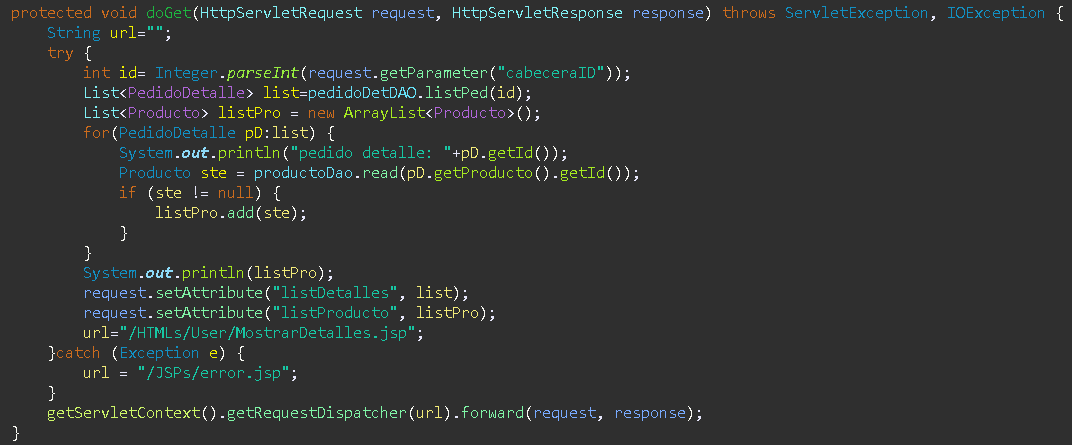 protected void doGet(HttpServletRequest request, HttpServletResponse response) throws ServletException, IOException {
    String url="";
    try {
        int id= Integer.parseInt(request.getParameter("cabeceraID"));
        List<PedidoDetalle> list=pedidoDetDAO.listPed(id);
        List<Producto> listPro = new ArrayList<Producto>();
        for(PedidoDetalle pD:list) {
            System.out.println("pedido detalle: "+pD.getId());
            Producto ste = productoDao.read(pD.getProducto().getId());
            if (ste != null) {
                listPro.add(ste);
            }
        }
        System.out.println(listPro);
        request.setAttribute("listDetalles", list);
        request.setAttribute("listProducto", listPro);
        url="/HTMLs/User/MostrarDetalles.jsp";
    }catch (Exception e) {
        url = "/JSPs/error.jsp";
    }
    getServletContext().getRequestDispatcher(url).forward(request, response);
}